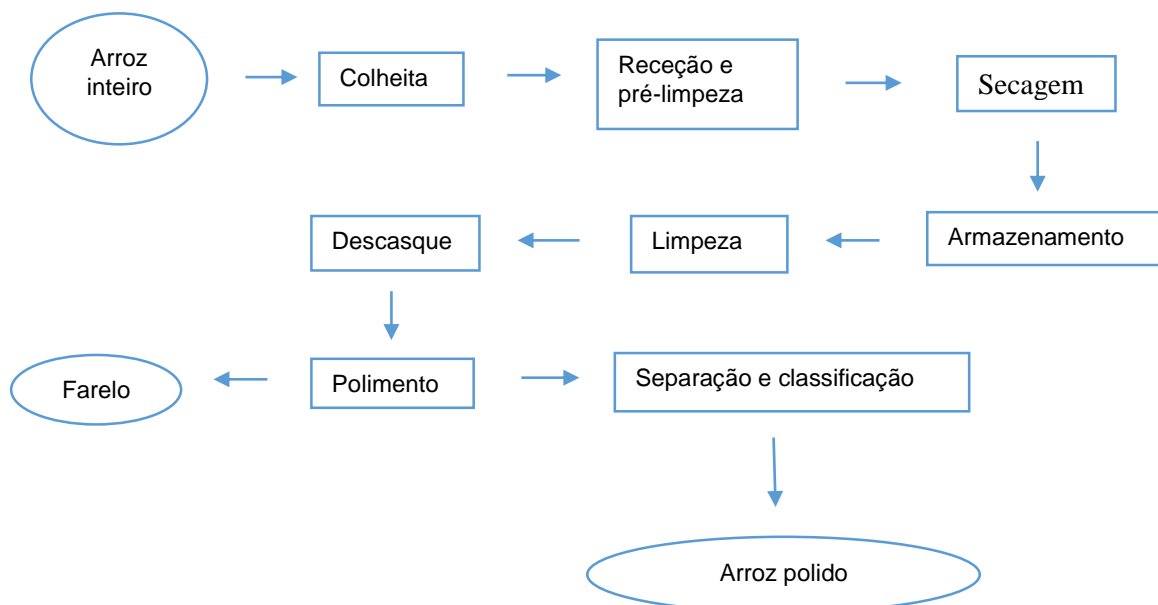 Arroz
inteiro
Colheita
Receção e
pré-limpeza
Secagem
Armazenamento
Limpeza
Descasque
Polimento
Farelo
Separação e classificação
Arroz polido